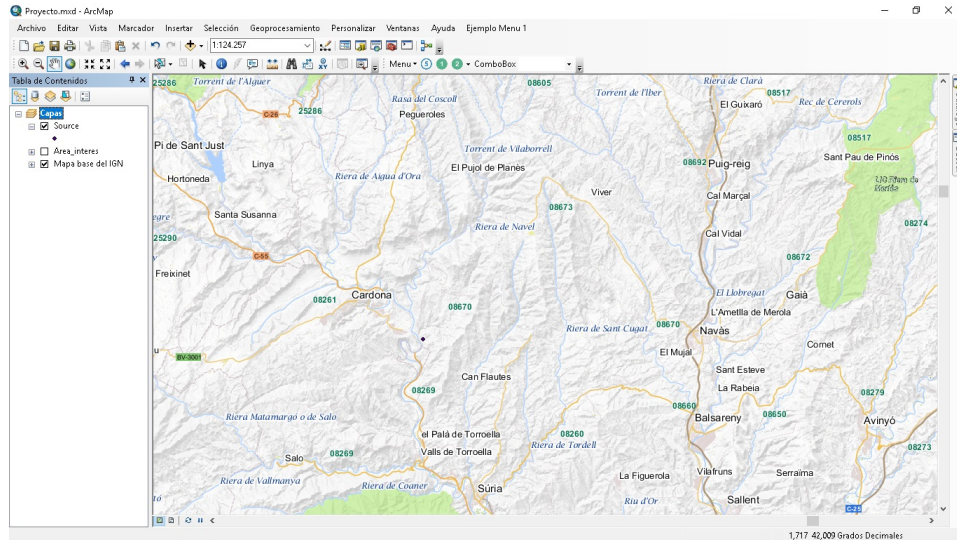 Proyecto.mxd - ArcMap
Archivo Editar Vista Marcador Insertar Selección Geoprocesamiento Personalizar Ventanas Ayuda Ejemplo Menu 1
1:124.257
Menu 5 1 2 ComboBox
Tabla de Contenidos
Capas
Source
Area_interes
Mapa base del IGN
25286 Torrent de l'Alguer 08605 Riera de Clarà
Torrent de l'Iber 08517
Rasa del Coscoll El Guixaró Rec de Cererols
C-26 25286 Pegueroles
08517
Pi de Sant Just Torrent de Vilaborrell
Sant Pau de Pinós
Linya El Pujol de Planès 08692 Puig-reig
Hortoneda Riera de Aigua d'Ora
Viver Cal Marçal
08673
Santa Susanna
Riera de Navel 08274
25290 Cal Vidal
C-55 08672
Freixinet
El Llobregat Gaià
08261 Cardona
08670 L'Ametlla de Merola
Riera de Sant Cugat 08670 Navàs
Cornet
BV-3001 El Mujal
Sant Esteve
Can Flautes
La Rabeia
08269 08279
08660
Riera Matamargó o de Salo Balsareny 08650
Avinyó
el Palà de Torroella 08260
Riera de Tordell
08273
Valls de Torroella
Salo 08269
Vilafruns Serraïma
Riera de Vallmanya La Figuerola
Riera de Coaner Súria
Riu d'Or Sallent
C-25
1,717 42,009 Grados Decimales